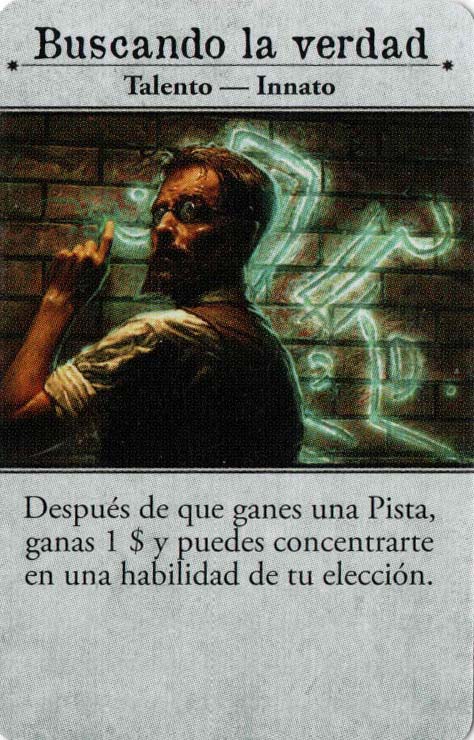 Buscando la verdad
Talento — Innato
Después de que ganes una Pista,
ganas 1 $ y puedes concentrarte
en una habilidad de tu elección.